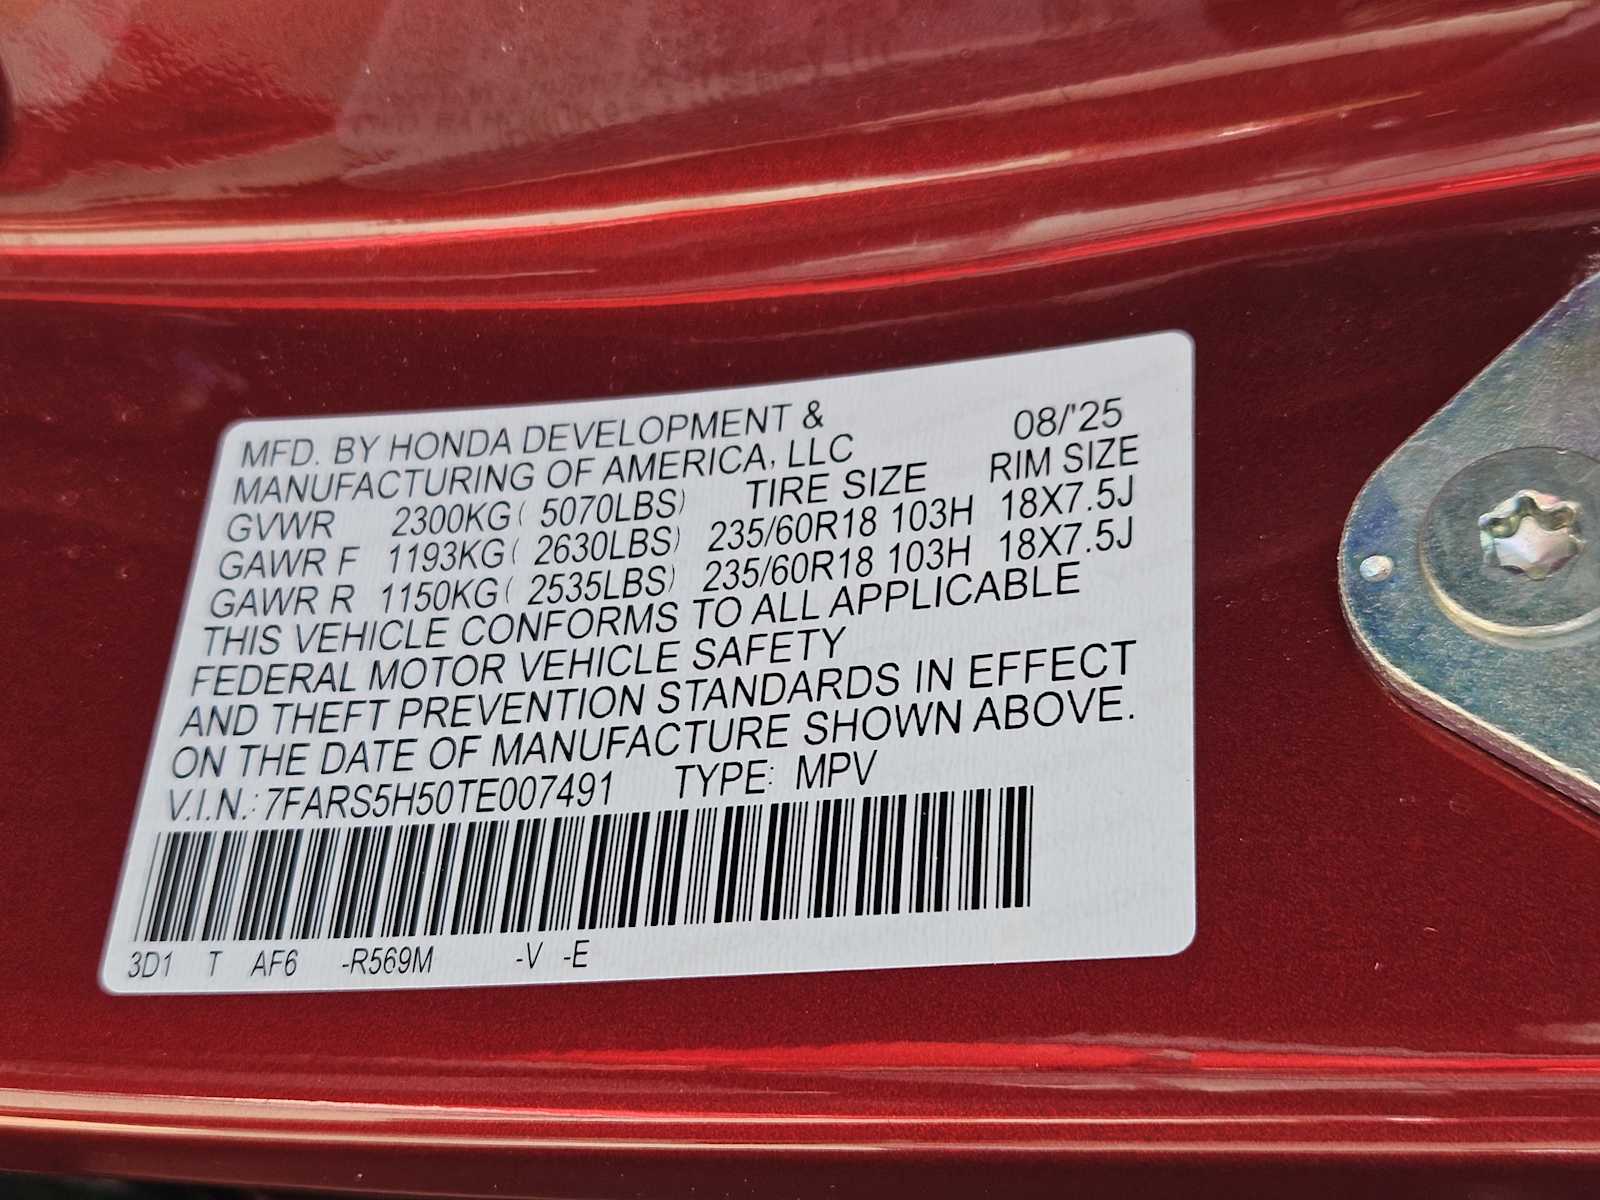 MFD. BY HONDA DEVELOPMENT & 08/'25
MANUFACTURING OF AMERICA, LLC
TIRE SIZE RIM SIZE
GVWR 2300KG( 5070LBS)
GAWR F 1193KG( 2630LBS) 235/60R18 103H 18X7.5J
GAWR R 1150KG( 2535LBS) 235/60R18 103H 18X7.5J
THIS VEHICLE CONFORMS TO ALL APPLICABLE
FEDERAL MOTOR VEHICLE SAFETY
AND THEFT PREVENTION STANDARDS IN EFFECT
ON THE DATE OF MANUFACTURE SHOWN ABOVE.
V.I.N.: 7FARS5H50TE007491 TYPE: MPV
3D1 T AF6 -R569M -V -E